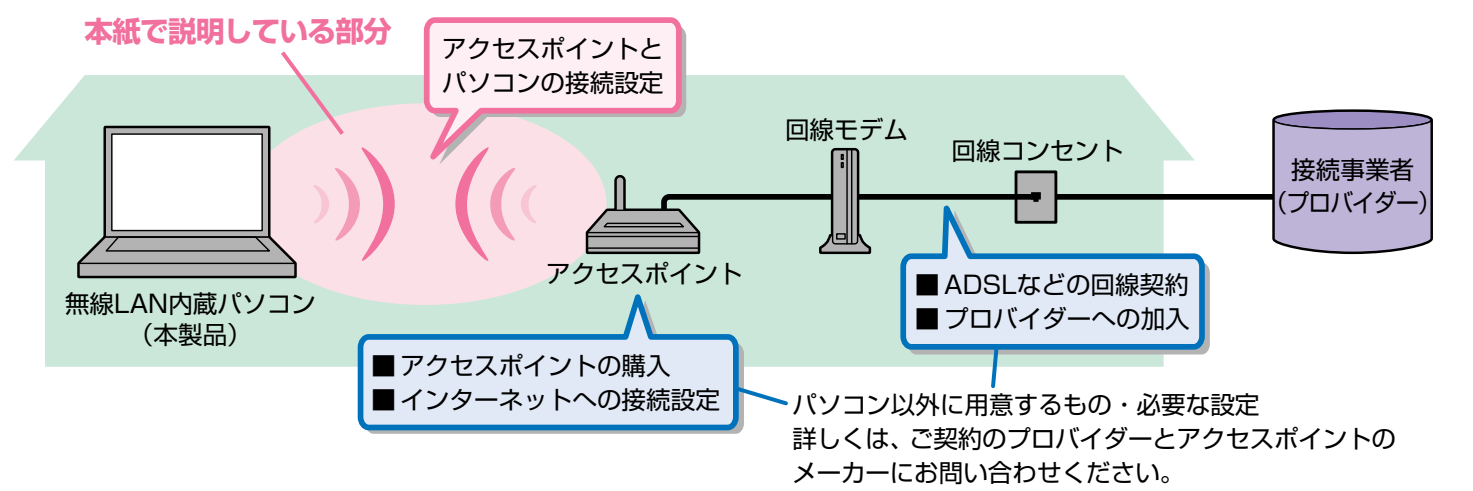 本紙で説明している部分
アクセスポイントと
パソコンの接続設定
回線モデム
回線コンセント
接続事業者
（プロバイダー）
アクセスポイント
無線LAN内蔵パソコン
（本製品）
■ ADSLなどの回線契約
■ プロバイダーへの加入
■ アクセスポイントの購入
■ インターネットへの接続設定
パソコン以外に用意するもの・必要な設定
詳しくは、ご契約のプロバイダーとアクセスポイントの
メーカーにお問い合わせください。